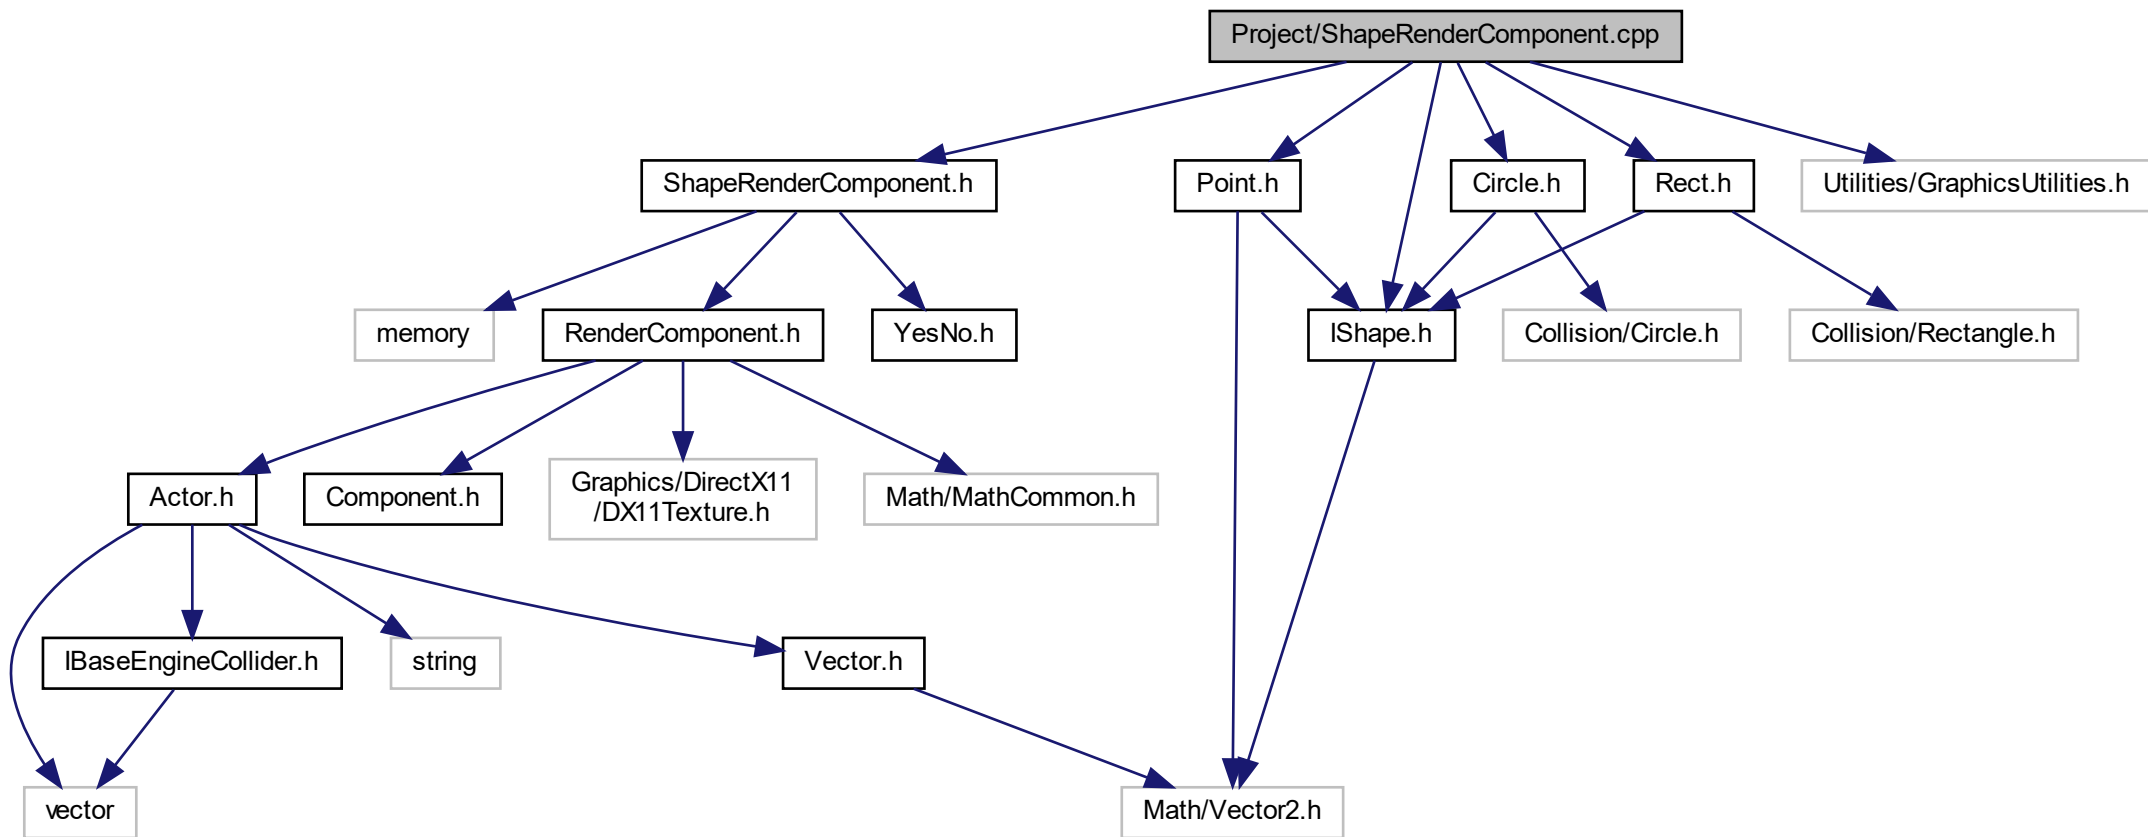 Project/ShapeRenderComponent.cpp
ShapeRenderComponent.h
Point.h
Circle.h
Rect.h
Utilities/GraphicsUtilities.h
memory
RenderComponent.h
YesNo.h
IShape.h
Collision/Circle.h
Collision/Rectangle.h
Actor.h
Component.h
Graphics/DirectX11
/DX11Texture.h
Math/MathCommon.h
IBaseEngineCollider.h
string
Vector.h
vector
Math/Vector2.h